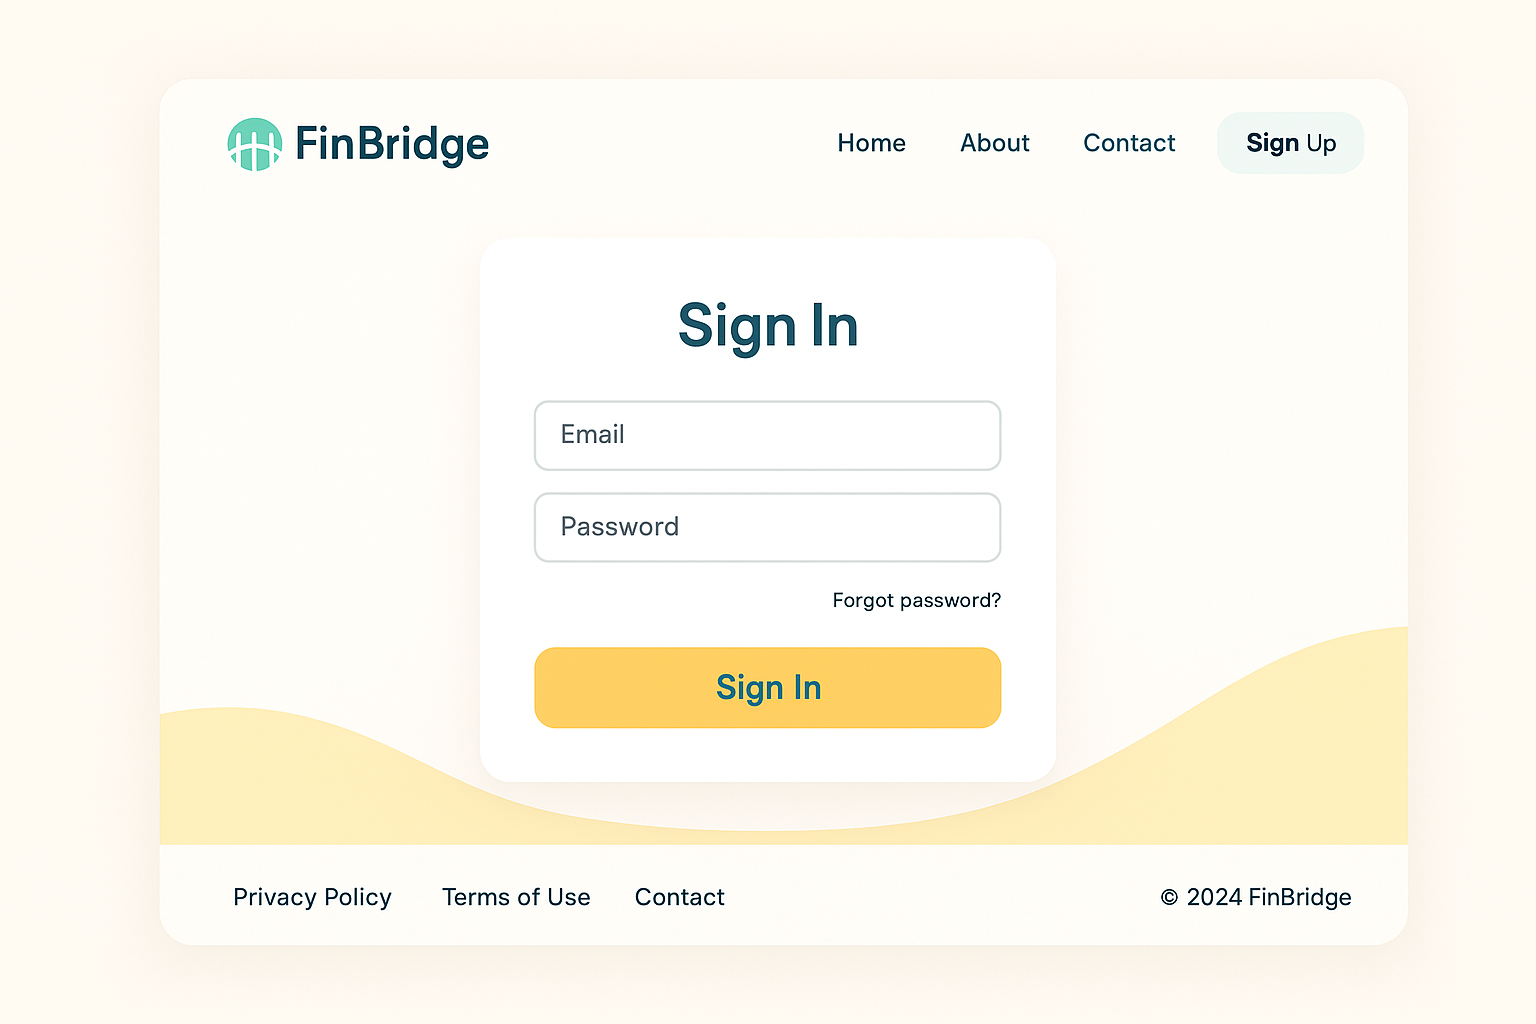 FinBridge
Home About Contact Sign Up
Sign In
Email
Password
Forgot password?
Sign In
Privacy Policy Terms of Use Contact © 2024 FinBridge